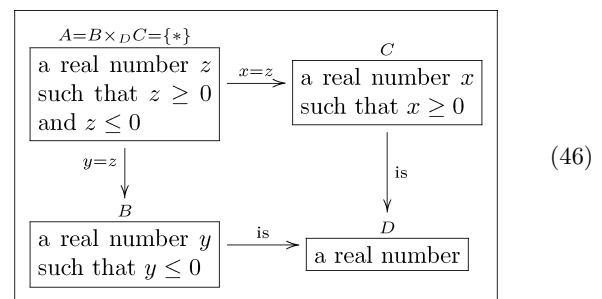 A=B×_D C={*}
a real number z
such that z ≥ 0
and z ≤ 0
x=z
C
a real number x
such that x ≥ 0
y=z
is
(46)
B
a real number y
such that y ≤ 0
is
D
a real number